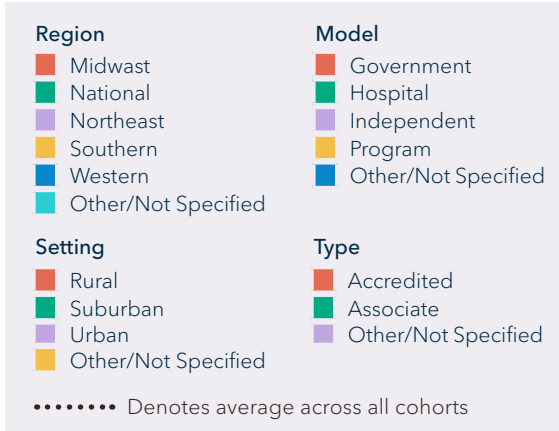 Region
Midwast
National
Northeast
Southern
Western
Other/Not Specified
Model
Government
Hospital
Independent
Program
Other/Not Specified
Setting
Rural
Suburban
Urban
Other/Not Specified
Type
Accredited
Associate
Other/Not Specified
Denotes average across all cohorts